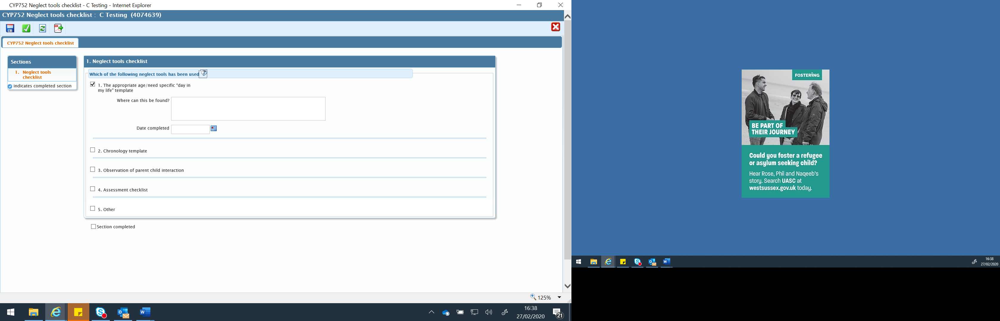 CYP752 Neglect tools checklist - C Testing - Internet Explorer
CYP752 Neglect tools checklist : C Testing (4074639)
CYP752 Neglect tools checklist
Sections
1. Neglect tools
checklist
indicates completed section
1. Neglect tools checklist
Which of the following neglect tools has been used
1. The appropriate age/need specific “day in
my life” template
Where can this be found?
Date completed
2. Chronology template
3. Observation of parent child interaction
4. Assessment checklist
5. Other
Section completed
125%
16:38
27/02/2020
21
FOSTERING
BE PART OF
THEIR JOURNEY
Could you foster a refugee
or asylum seeking child?
Hear Rose, Phil and Naqeeb's
story. Search UASC at
westsussex.gov.uk today.
16:38
27/02/2020